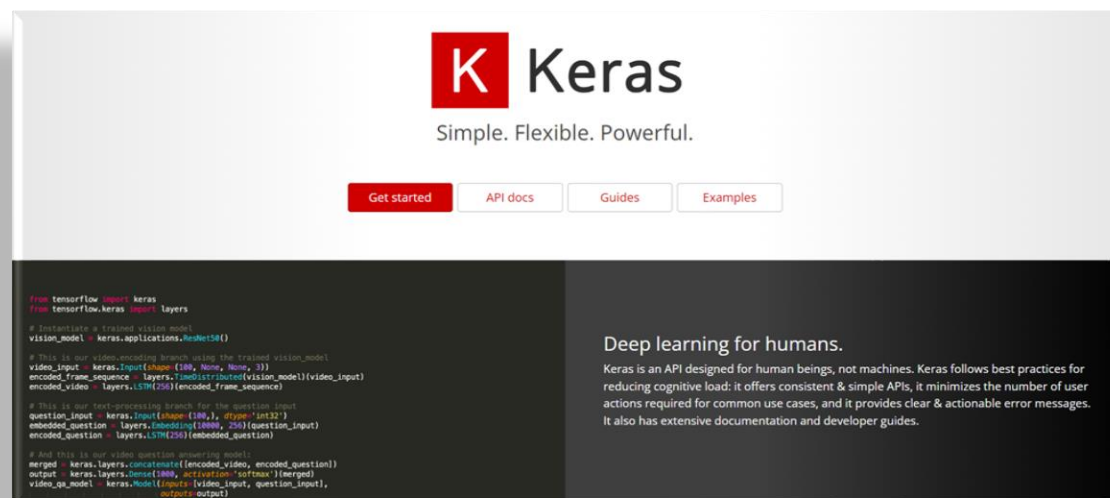 K Keras
Simple. Flexible. Powerful.
Get started API docs Guides Examples
from tensorflow import keras
from tensorflow.keras import layers
# Instantiate a trained vision model
vision_model = keras.applications.ResNet50()
# This is our video.encoding branch using the trained vision_model
video_input = keras.Input(shape=(100, None, None, 3))
encoded_frame_sequence = layers.TimeDistributed(vision_model)(video_input)
encoded_video = layers.LSTM(256)(encoded_frame_sequence)
# This is our text-processing branch for the question input
question_input = keras.Input(shape=(100,), dtype='int32')
embedded_question = layers.Embedding(10000, 256)(question_input)
encoded_question = layers.LSTM(256)(embedded_question)
# And this is our video question answering model:
merged = keras.layers.concatenate([encoded_video, encoded_question])
output = keras.layers.Dense(1000, activation='softmax')(merged)
video_qa_model = keras.Model(inputs=[video_input, question_input],
outputs=output)
Deep learning for humans.
Keras is an API designed for human beings, not machines. Keras follows best practices for
reducing cognitive load: it offers consistent & simple APIs, it minimizes the number of user
actions required for common use cases, and it provides clear & actionable error messages.
It also has extensive documentation and developer guides.